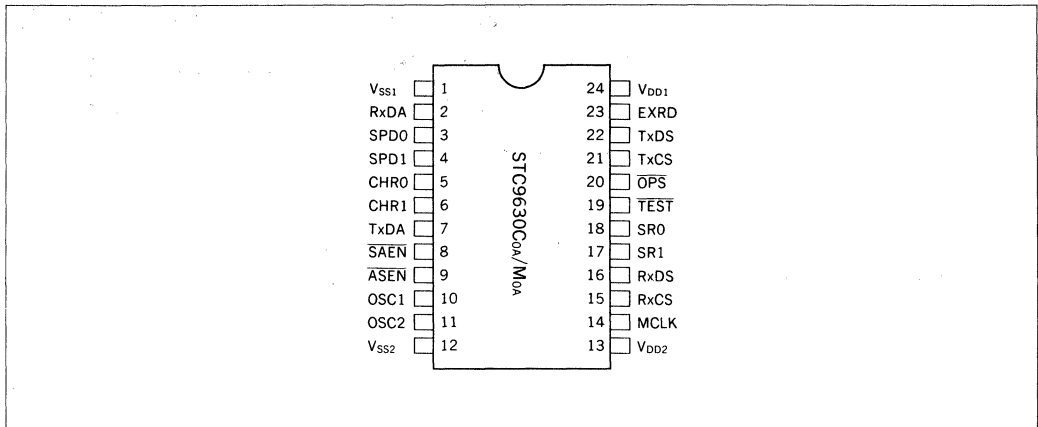 VSS1 1 24 VDD1
RxDA 2 23 EXRD
SPD0 3 22 TxDS
SPD1 4 21 TxCS
CHR0 5 20 OPS
CHR1 6 19 TEST
TxDA 7 18 SR0
SAEN 8 17 SR1
ASEN 9 16 RxDS
OSC1 10 15 RxCS
OSC2 11 14 MCLK
VSS2 12 13 VDD2
STC9630C0A/M0A